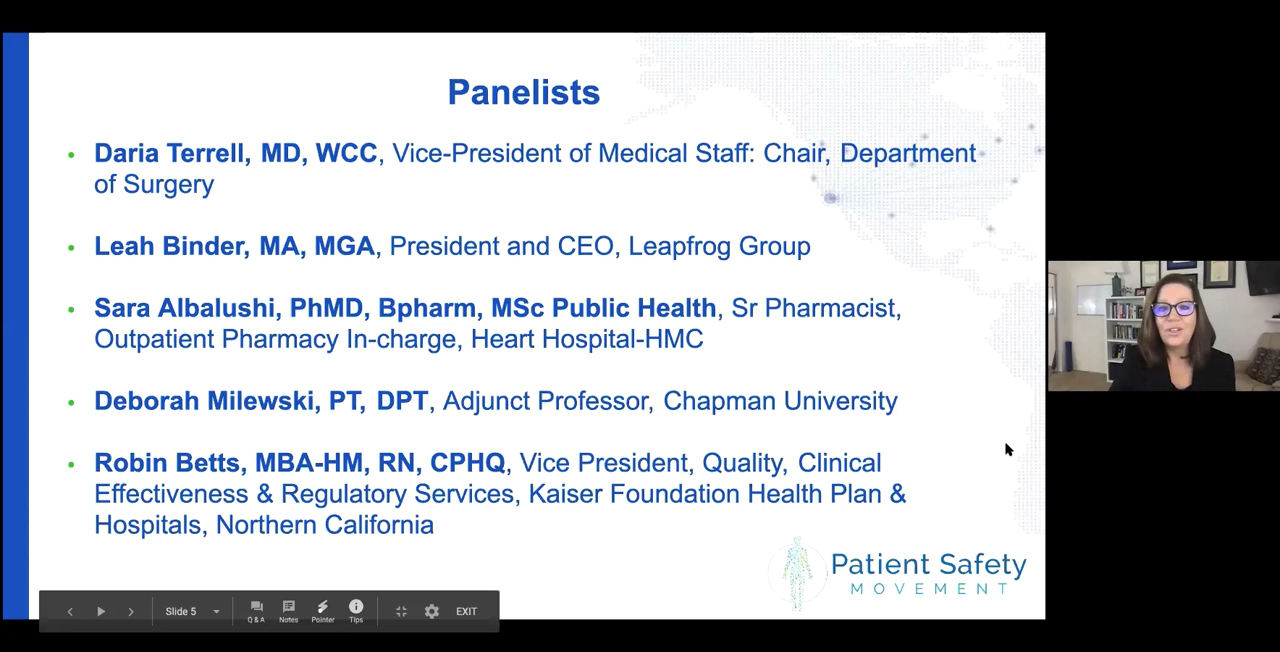 Panelists
• Daria Terrell, MD, WCC, Vice-President of Medical Staff: Chair, Department
of Surgery
• Leah Binder, MA, MGA, President and CEO, Leapfrog Group
• Sara Albalushi, PhMD, Bpharm, MSc Public Health, Sr Pharmacist,
Outpatient Pharmacy In-charge, Heart Hospital-HMC
• Deborah Milewski, PT, DPT, Adjunct Professor, Chapman University
• Robin Betts, MBA-HM, RN, CPHQ, Vice President, Quality, Clinical
Effectiveness & Regulatory Services, Kaiser Foundation Health Plan &
Hospitals, Northern California
Patient Safety
MOVEMENT
Slide 5
Q & A
Notes
Pointer
Tips
EXIT